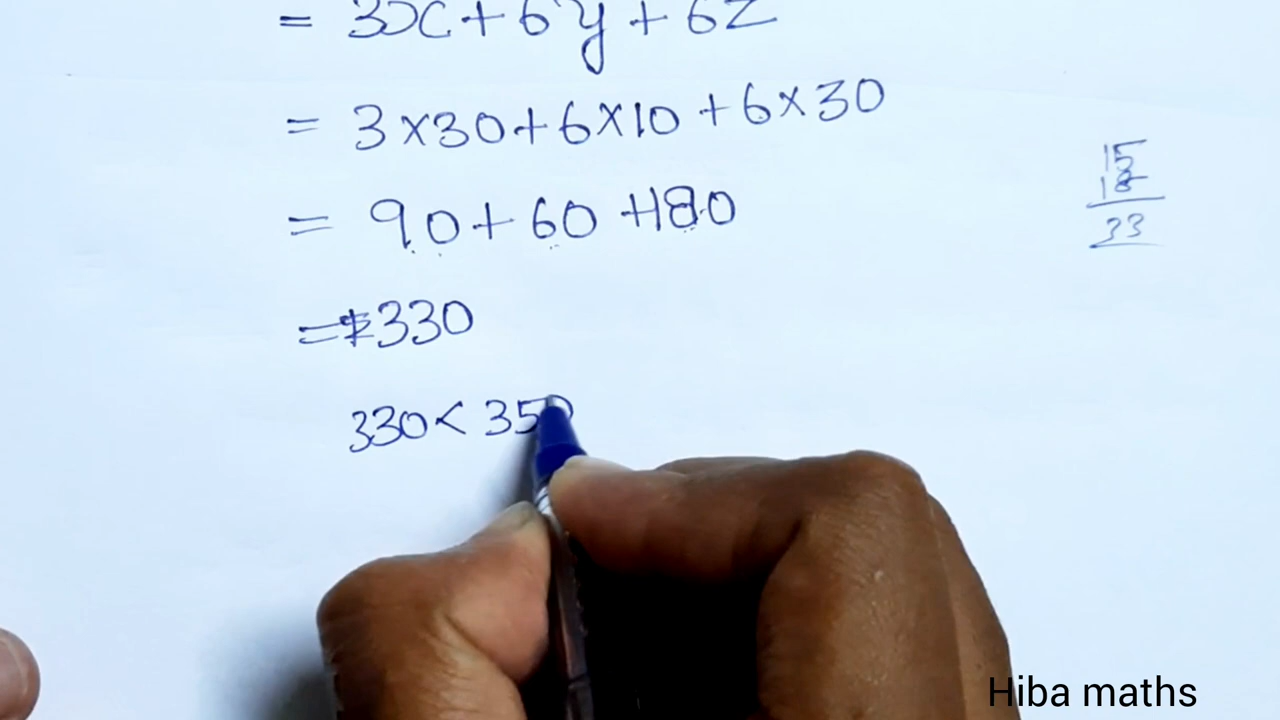 = 3x + 6y + 6z
= 3×30+6×10+6×30
= 90+60+180
= 330
330 < 350
15
18
33
Hiba maths